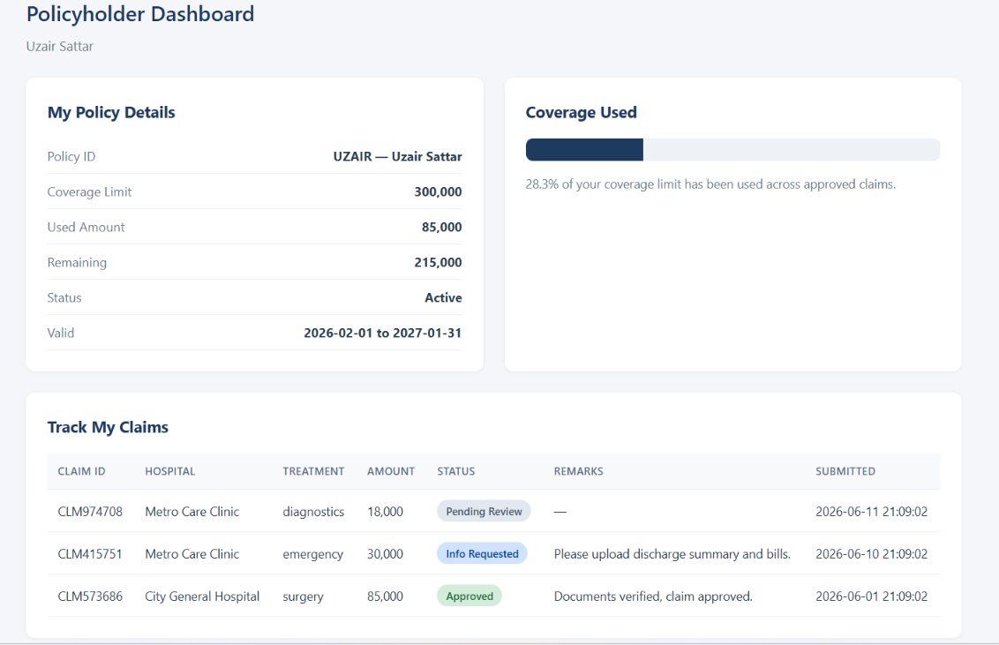 Policyholder Dashboard
Uzair Sattar
My Policy Details
Policy ID UZAIR — Uzair Sattar
Coverage Limit 300,000
Used Amount 85,000
Remaining 215,000
Status Active
Valid 2026-02-01 to 2027-01-31
Coverage Used
28.3% of your coverage limit has been used across approved claims.
Track My Claims
CLAIM ID HOSPITAL TREATMENT AMOUNT STATUS REMARKS SUBMITTED
CLM974708 Metro Care Clinic diagnostics 18,000 Pending Review — 2026-06-11 21:09:02
CLM415751 Metro Care Clinic emergency 30,000 Info Requested Please upload discharge summary and bills. 2026-06-10 21:09:02
CLM573686 City General Hospital surgery 85,000 Approved Documents verified, claim approved. 2026-06-01 21:09:02